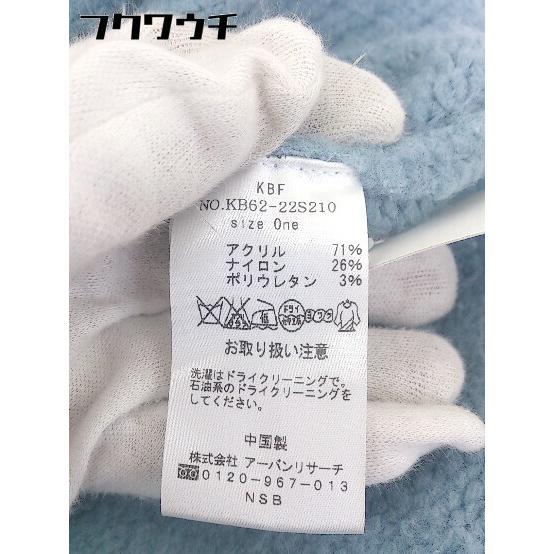 フクワウチ
KBF
NO.KB62-22S210
size One
アクリル 71%
ナイロン 26%
ポリウレタン 3%
お取り扱い注意
洗濯はドライクリーニングで。
石油系のドライクリーニングを
してください。
中国製
株式会社 アーバンリサーチ
0120-967-013
NSB